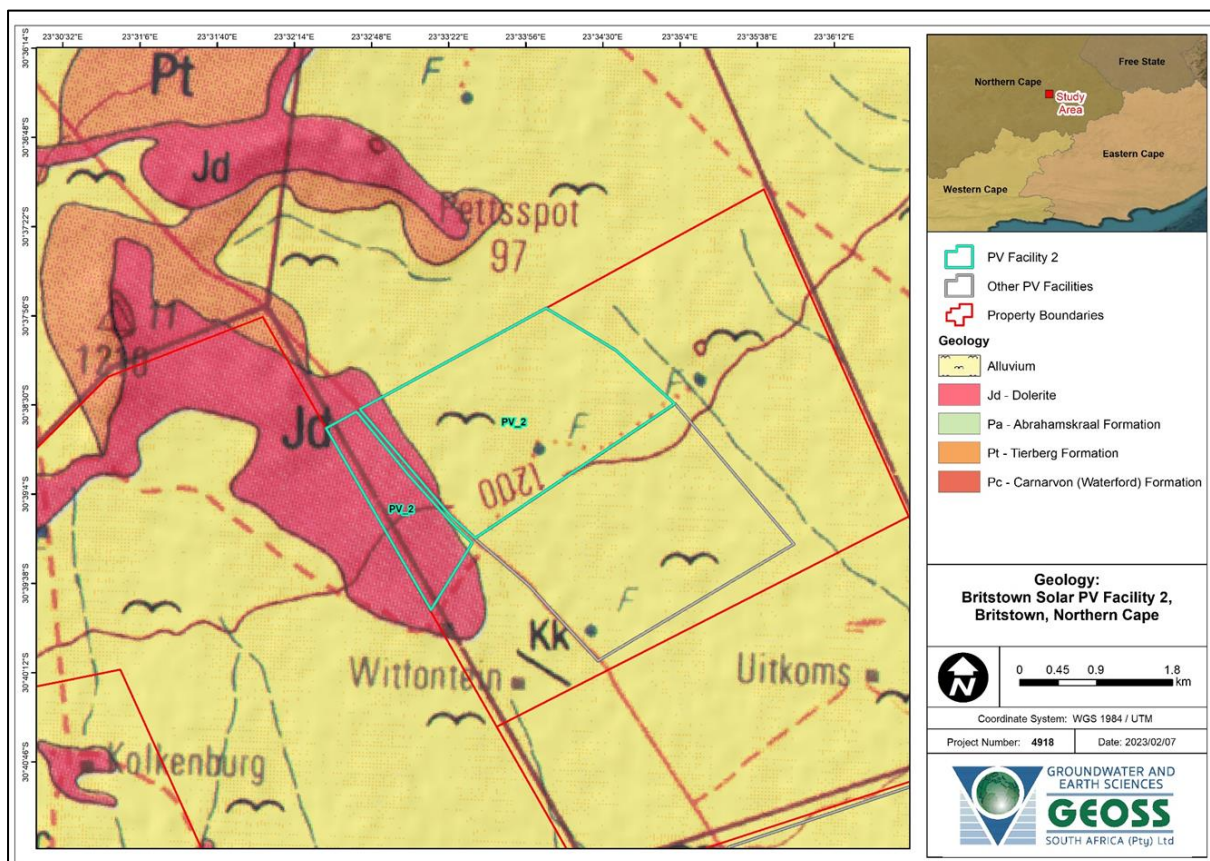 23°30'32"E 23°31'6"E 23°31'40"E 23°32'14"E 23°32'48"E 23°33'22"E 23°33'56"E 23°34'30"E 23°35'4"E 23°35'38"E 23°36'12"E
30°36'14"S
30°36'48"S
30°37'22"S
30°37'56"S
30°38'30"S
30°39'4"S
30°39'38"S
30°40'12"S
30°40'46"S
Pt
F
Jd
Pettsspot
97
11
1210
Jd
F
F
PV_2
1200
PV_2
F
Kk
Witfontein
Uitkoms
Kolkenburg
Northern Cape
Free State
Study
Area
Eastern Cape
Western Cape
PV Facility 2
Other PV Facilities
Property Boundaries
Geology
Alluvium
Jd - Dolerite
Pa - Abrahamskraal Formation
Pt - Tierberg Formation
Pc - Carnarvon (Waterford) Formation
Geology:
Britstown Solar PV Facility 2,
Britstown, Northern Cape
N
0 0.45 0.9 1.8
km
Coordinate System: WGS 1984 / UTM
Project Number: 4918 Date: 2023/02/07
GROUNDWATER AND
EARTH SCIENCES
GEOSS
SOUTH AFRICA (Pty) Ltd